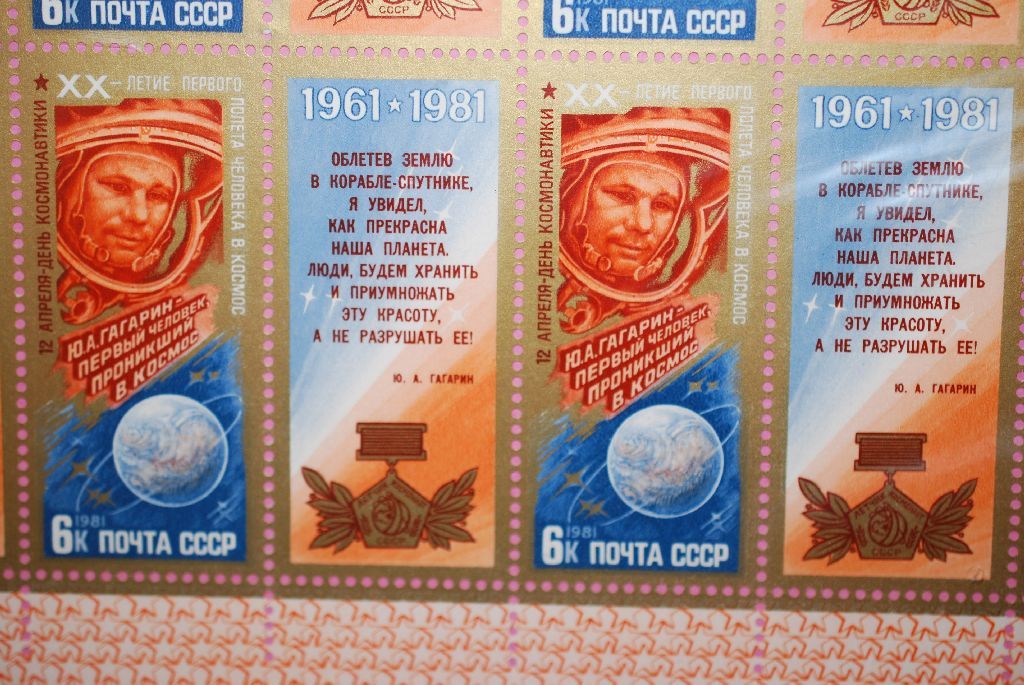 6к ПОЧТА СССР
СССР
6к ПОЧТА СССР
СССР
★ XX-ЛЕТИЕ ПЕРВОГО
ПОЛЕТА ЧЕЛОВЕКА В КОСМОС
12 АПРЕЛЯ-ДЕНЬ КОСМОНАВТИКИ
Ю.А.ГАГАРИН-
ПЕРВЫЙ ЧЕЛОВЕК,
ПРОНИКШИЙ
В КОСМОС
1981
6к ПОЧТА СССР
1961 ★ 1981
ОБЛЕТЕВ ЗЕМЛЮ
В КОРАБЛЕ-СПУТНИКЕ,
Я УВИДЕЛ,
КАК ПРЕКРАСНА
НАША ПЛАНЕТА.
ЛЮДИ, БУДЕМ ХРАНИТЬ
И ПРИУМНОЖАТЬ
ЭТУ КРАСОТУ,
А НЕ РАЗРУШАТЬ ЕЕ!
Ю. А. ГАГАРИН
СССР
★ XX-ЛЕТИЕ ПЕРВОГО
ПОЛЕТА ЧЕЛОВЕКА В КОСМОС
12 АПРЕЛЯ-ДЕНЬ КОСМОНАВТИКИ
Ю.А.ГАГАРИН-
ПЕРВЫЙ ЧЕЛОВЕК,
ПРОНИКШИЙ
В КОСМОС
1981
6к ПОЧТА СССР
1961 ★ 1981
ОБЛЕТЕВ ЗЕМЛЮ
В КОРАБЛЕ-СПУТНИКЕ,
Я УВИДЕЛ,
КАК ПРЕКРАСНА
НАША ПЛАНЕТА.
ЛЮДИ, БУДЕМ ХРАНИТЬ
И ПРИУМНОЖАТЬ
ЭТУ КРАСОТУ,
А НЕ РАЗРУШАТЬ ЕЕ!
Ю. А. ГАГАРИН
СССР